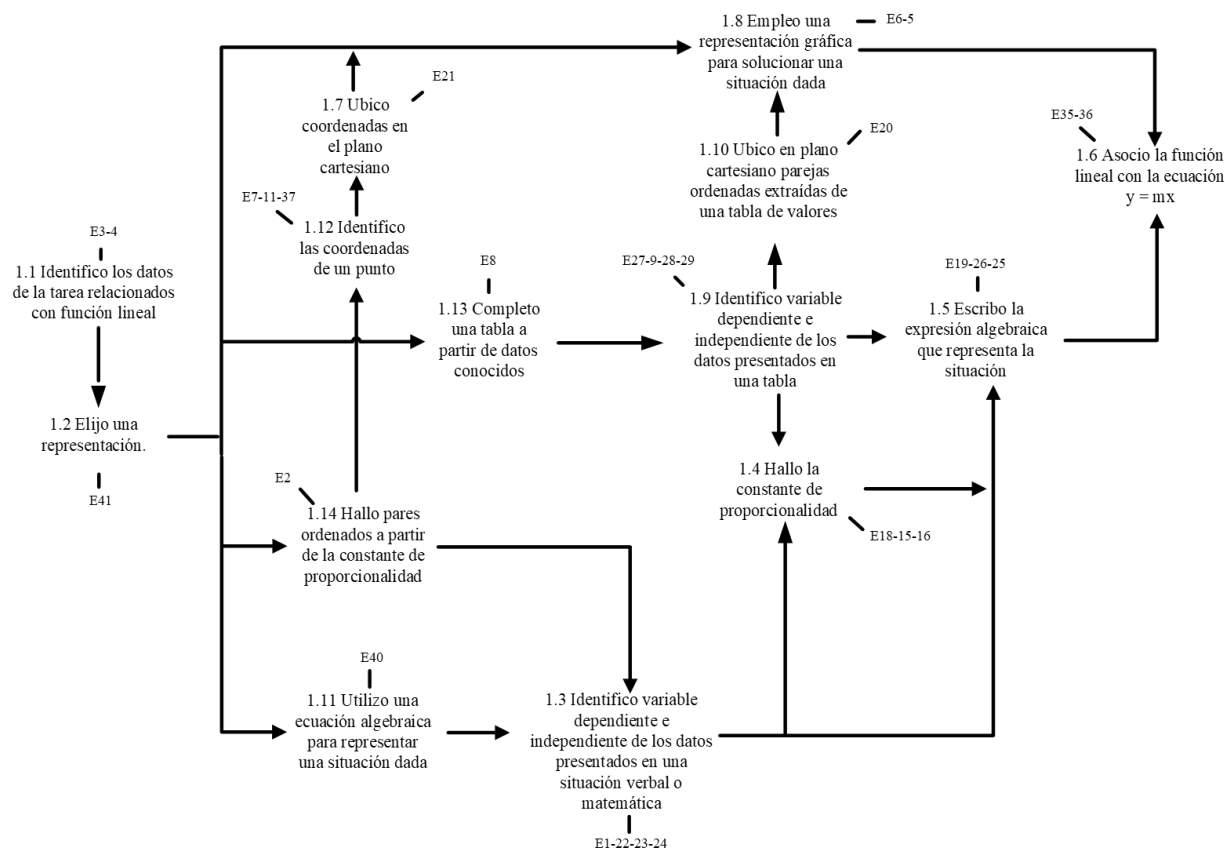 1.8 Empleo una
representación gráfica
para solucionar una
situación dada
E6-5
E21
1.7 Ubico
coordenadas en
el plano
cartesiano
E20
1.10 Ubico en plano
cartesiano parejas
ordenadas extraídas de
una tabla de valores
E35-36
1.6 Asocio la función
lineal con la ecuación
y = mx
E7-11-37
1.12 Identifico
las coordenadas
de un punto
E3-4
1.1 Identifico los datos
de la tarea relacionados
con función lineal
E8
1.13 Completo
una tabla a
partir de datos
conocidos
E27-9-28-29
1.9 Identifico variable
dependiente e
independiente de los
datos presentados en
una tabla
E19-26-25
1.5 Escribo la
expresión algebraica
que representa la
situación
1.2 Elijo una
representación.
E41
E2
1.14 Hallo pares
ordenados a partir
de la constante de
proporcionalidad
1.4 Hallo la
constante de
proporcionalidad
E18-15-16
E40
1.11 Utilizo una
ecuación algebraica
para representar
una situación dada
1.3 Identifico variable
dependiente e
independiente de los datos
presentados en una
situación verbal o
matemática
E1-22-23-24